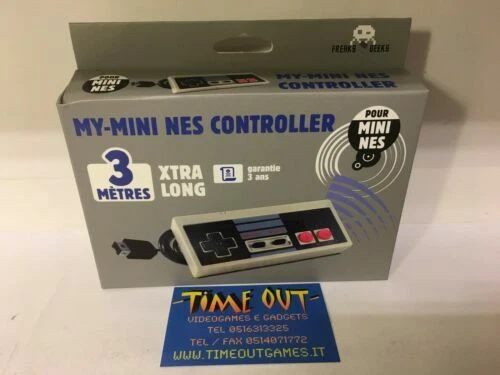 FREAKS GEEKS
POUR
MINI
NES
MY-MINI NES CONTROLLER
MY-MINI NES CONTROLLER
POUR
MINI
NES
3
MÈTRES
XTRA
LONG
garantie
3 ans
TIME OUT
VIDEOGAMES E GADGETS
TEL 0516313325
TEL / FAX 0514071772
WWW.TIMEOUTGAMES.IT